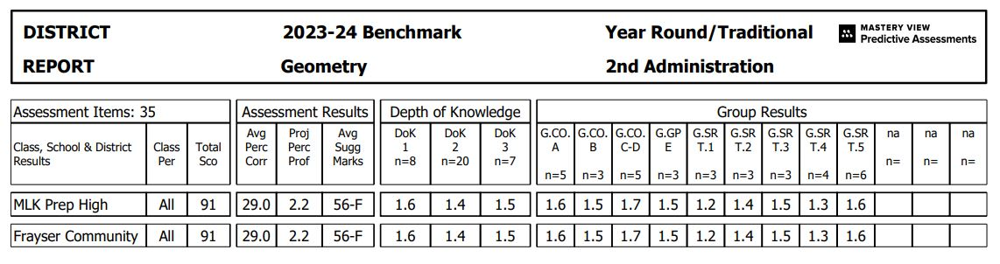 DISTRICT 2023-24 Benchmark Year Round/Traditional MASTERY VIEW
Predictive Assessments
REPORT Geometry 2nd Administration
Assessment Items: 35 Assessment Results Depth of Knowledge Group Results
Class, School & District Results Class Per Total Sco Avg Perc Corr Proj Perc Prof Avg Sugg Marks DoK 1 n=8 DoK 2 n=20 DoK 3 n=7 G.CO. A n=5 G.CO. B n=3 G.CO. C-D n=5 G.GP E n=3 G.SR T.1 n=3 G.SR T.2 n=3 G.SR T.3 n=3 G.SR T.4 n=4 G.SR T.5 n=6 na n= na n= na n=
MLK Prep High All 91 29.0 2.2 56-F 1.6 1.4 1.5 1.6 1.5 1.7 1.5 1.2 1.4 1.5 1.3 1.6
Frayser Community All 91 29.0 2.2 56-F 1.6 1.4 1.5 1.6 1.5 1.7 1.5 1.2 1.4 1.5 1.3 1.6